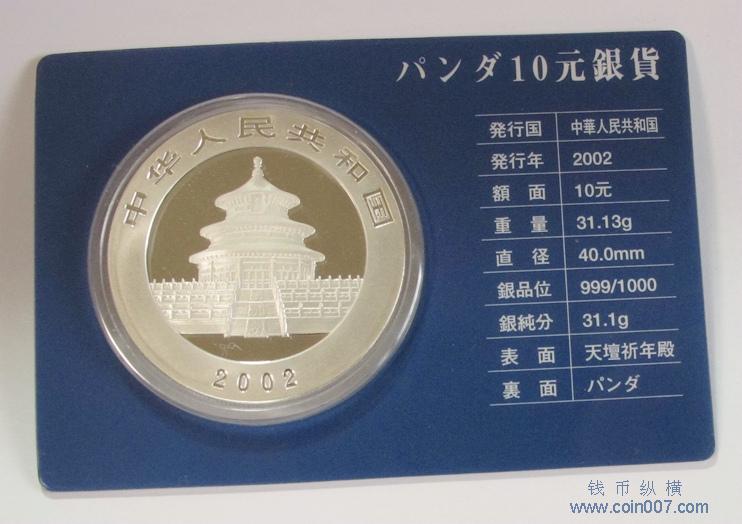 パンダ10元銀貨
中华人民共和国
2002
発行国 中華人民共和国
発行年 2002
額面 10元
重量 31.13g
直径 40.0mm
銀品位 999/1000
銀純分 31.1g
表面 天壇祈年殿
裏面 パンダ
钱币纵横
www.coin007.com